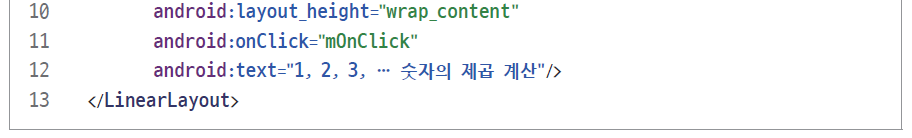 10 android:layout_height="wrap_content"
11 android:onClick="mOnClick"
12 android:text="1, 2, 3, … 숫자의 제곱 계산"/>
13 </LinearLayout>